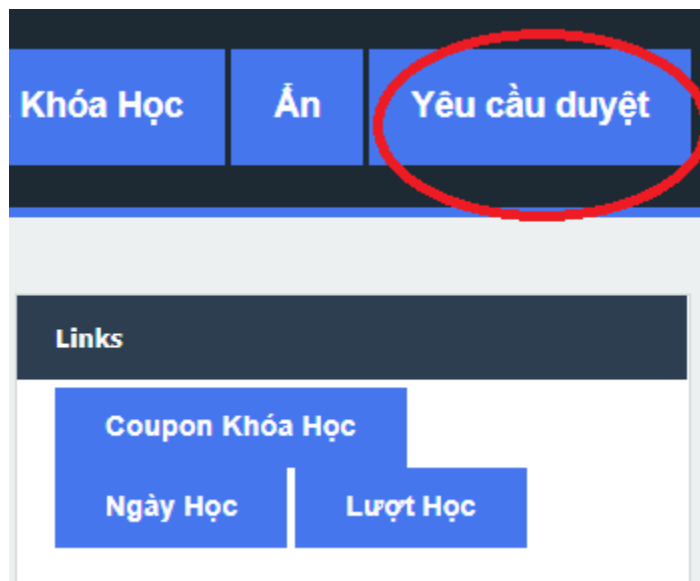 Khóa Học Ẩn Yêu cầu duyệt
Links
Coupon Khóa Học
Ngày Học Lượt Học